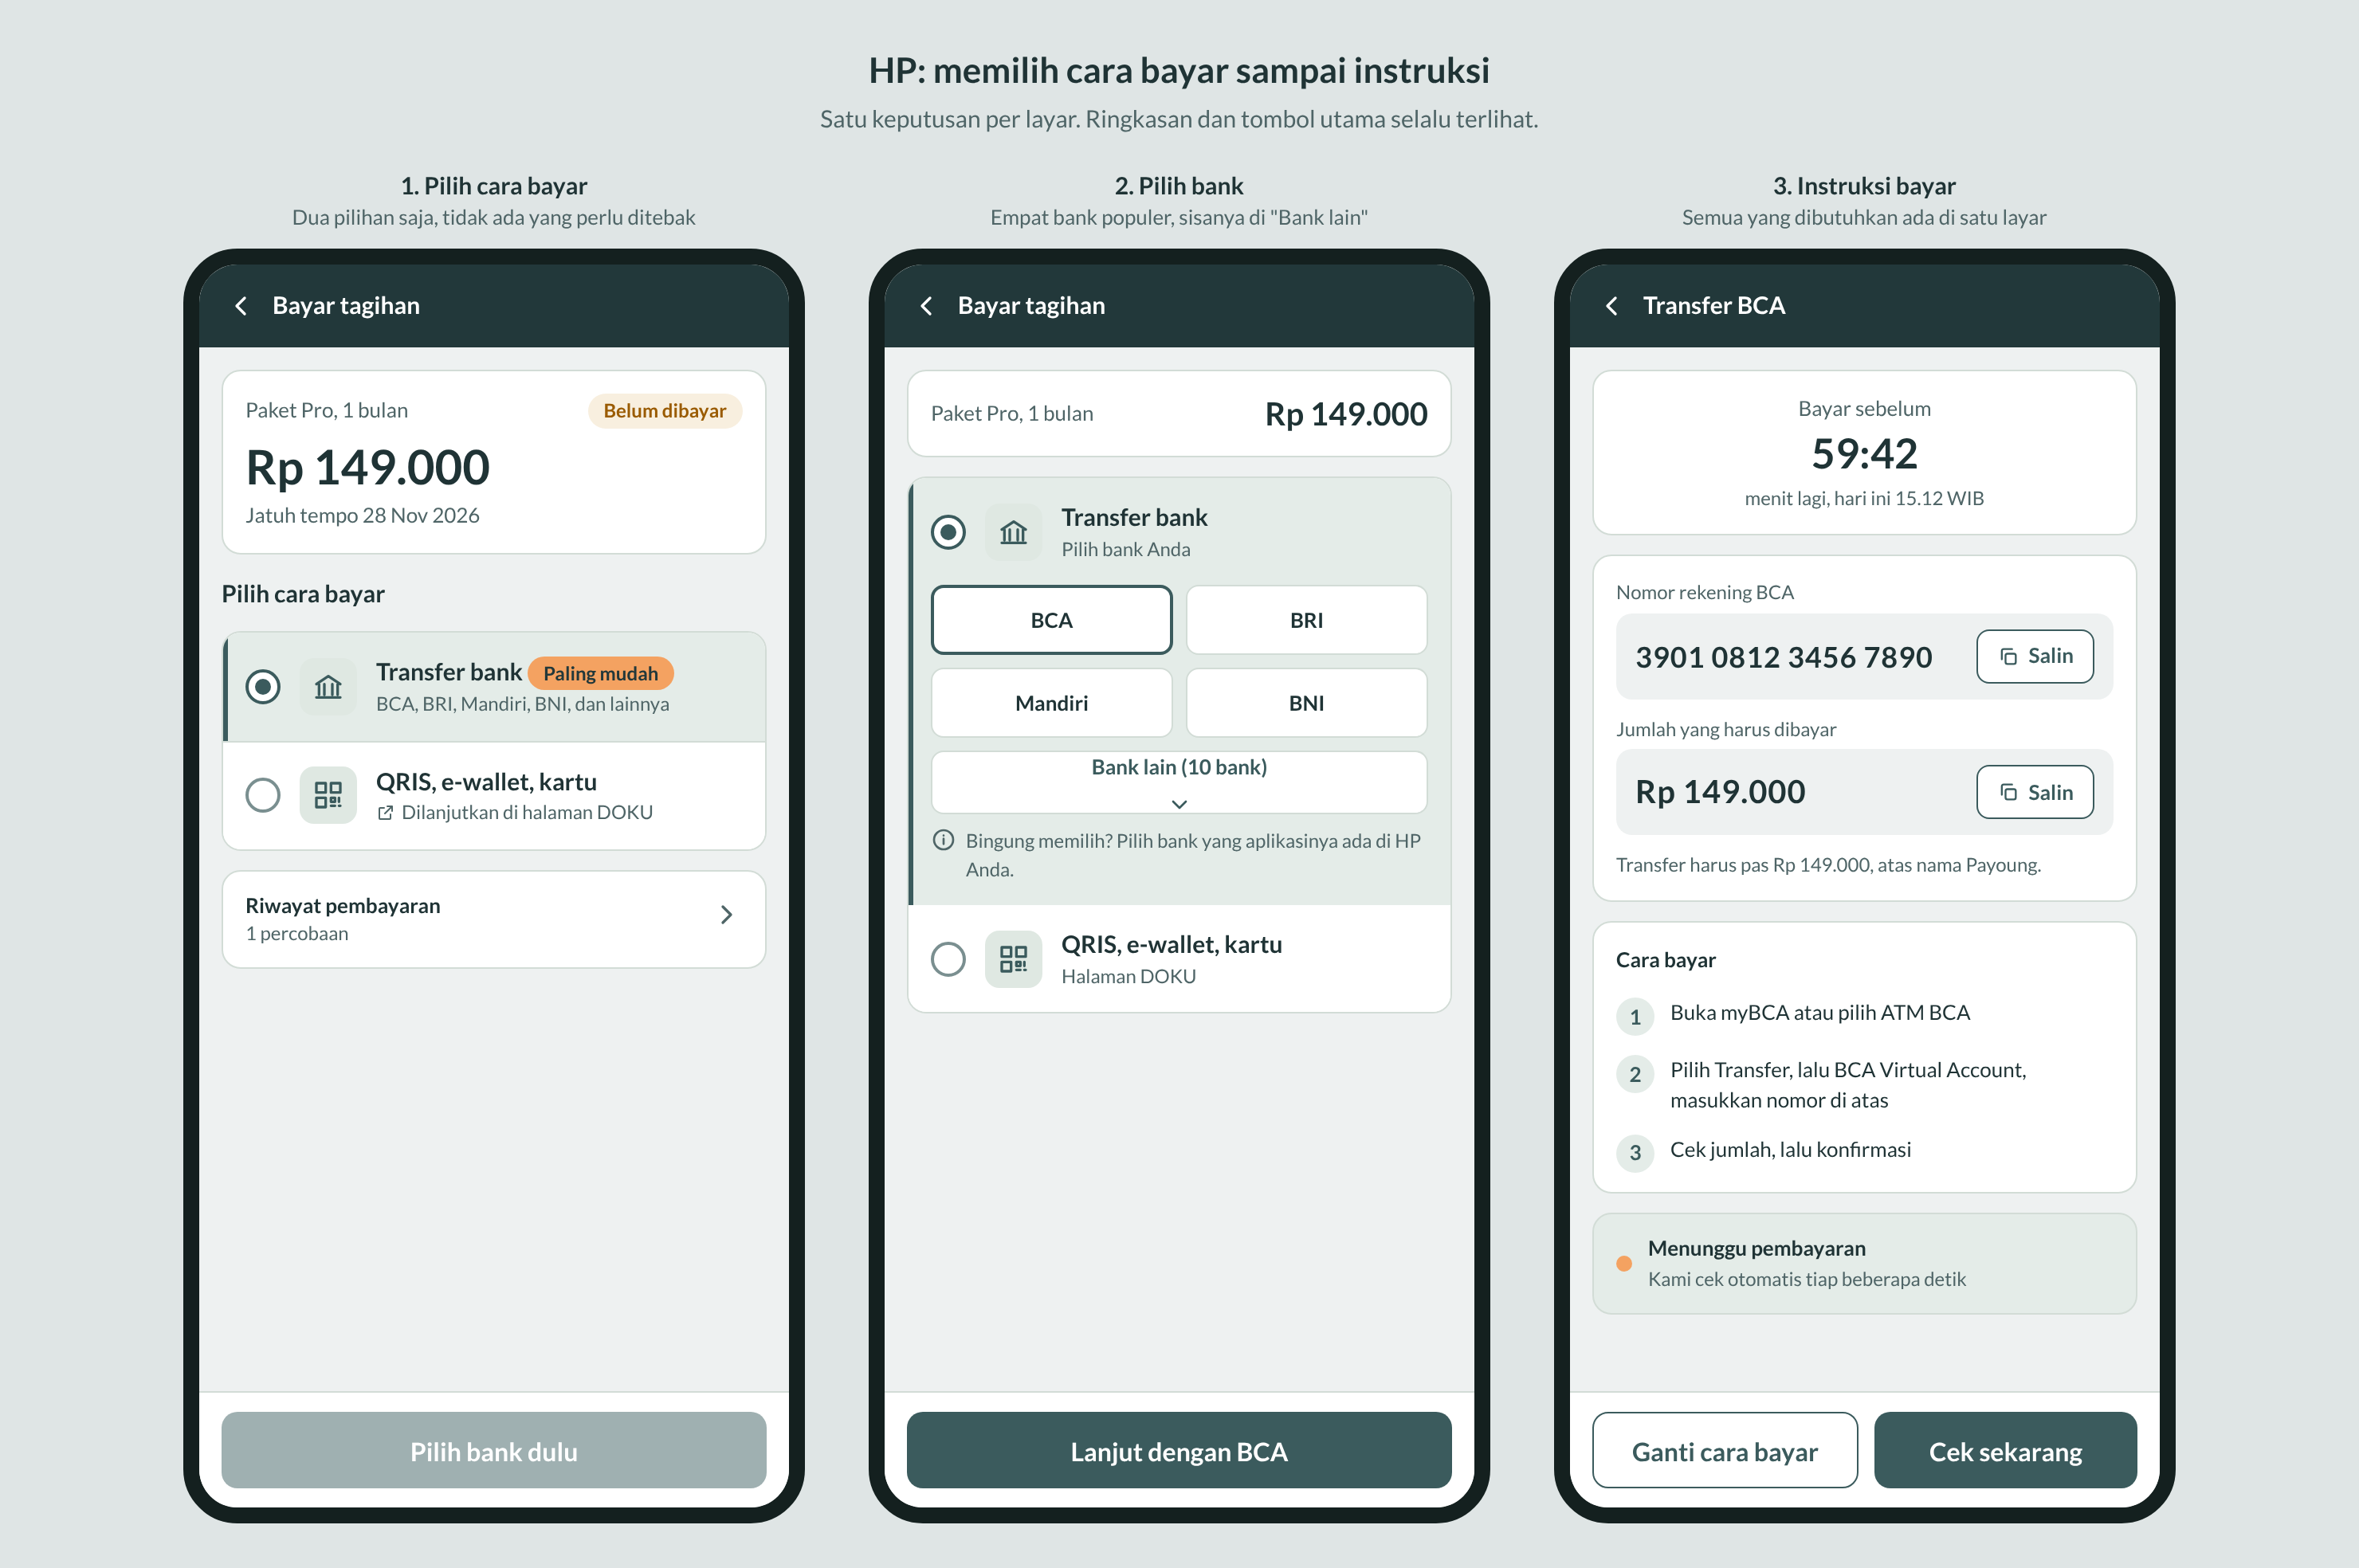 HP: memilih cara bayar sampai instruksi
Satu keputusan per layar. Ringkasan dan tombol utama selalu terlihat.
1. Pilih cara bayar
Dua pilihan saja, tidak ada yang perlu ditebak
Bayar tagihan
Paket Pro, 1 bulan
Belum dibayar
Rp 149.000
Jatuh tempo 28 Nov 2026
Pilih cara bayar
Transfer bank
Paling mudah
BCA, BRI, Mandiri, BNI, dan lainnya
QRIS, e-wallet, kartu
Dilanjutkan di halaman DOKU
Riwayat pembayaran
1 percobaan
Pilih bank dulu
2. Pilih bank
Empat bank populer, sisanya di "Bank lain"
Bayar tagihan
Paket Pro, 1 bulan
Rp 149.000
Transfer bank
Pilih bank Anda
BCA
BRI
Mandiri
BNI
Bank lain (10 bank)
Bingung memilih? Pilih bank yang aplikasinya ada di HP
Anda.
QRIS, e-wallet, kartu
Halaman DOKU
Lanjut dengan BCA
3. Instruksi bayar
Semua yang dibutuhkan ada di satu layar
Transfer BCA
Bayar sebelum
59:42
menit lagi, hari ini 15.12 WIB
Nomor rekening BCA
3901 0812 3456 7890
Salin
Jumlah yang harus dibayar
Rp 149.000
Salin
Transfer harus pas Rp 149.000, atas nama Payoung.
Cara bayar
1
Buka myBCA atau pilih ATM BCA
2
Pilih Transfer, lalu BCA Virtual Account,
masukkan nomor di atas
3
Cek jumlah, lalu konfirmasi
Menunggu pembayaran
Kami cek otomatis tiap beberapa detik
Ganti cara bayar
Cek sekarang